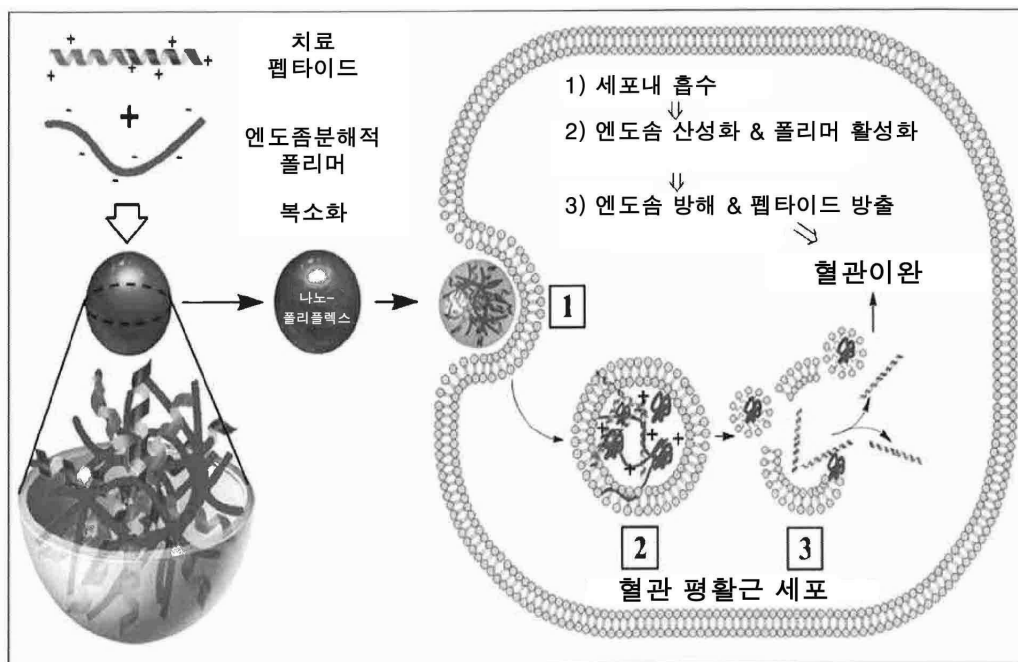 치료
펩타이드
+
엔도좀분해적
폴리머
복소화
나노-
폴리플렉스
1) 세포내 흡수
⇓
2) 엔도솜 산성화 & 폴리머 활성화
⇓
3) 엔도솜 방해 & 펩타이드 방출
혈관이완
1
2
3
혈관 평활근 세포